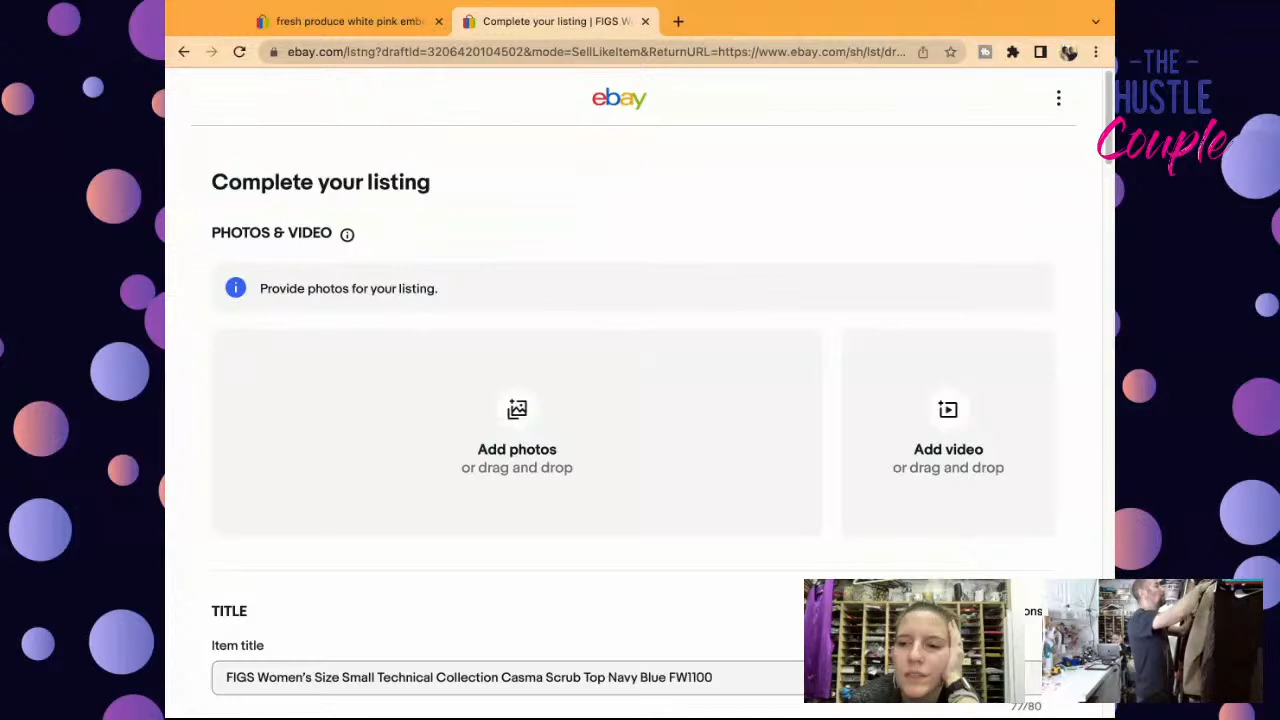 fresh produce white pink emb
Complete your listing | FIGS W
ebay.com/lstng?draftId=3206420104502&mode=SellLikeItem&ReturnURL=https://www.ebay.com/sh/lst/dr...
ebay
THE
HUSTLE
Couple
Complete your listing
PHOTOS & VIDEO
Provide photos for your listing.
Add photos
or drag and drop
Add video
or drag and drop
TITLE
Item title
FIGS Women's Size Small Technical Collection Casma Scrub Top Navy Blue FW1100
77/80